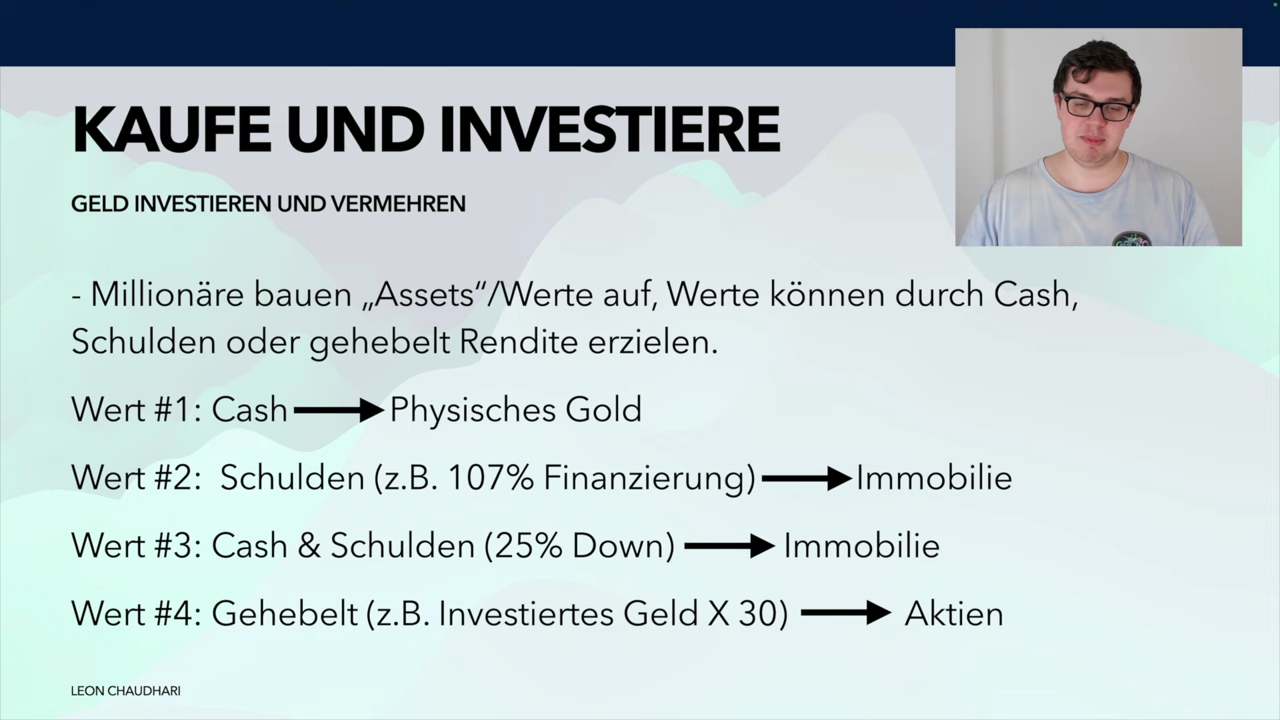 KAUFE UND INVESTIERE
GELD INVESTIEREN UND VERMEHREN
- Millionäre bauen „Assets“/Werte auf, Werte können durch Cash,
Schulden oder gehebelt Rendite erzielen.
Wert #1: Cash → Physisches Gold
Wert #2: Schulden (z.B. 107% Finanzierung) → Immobilie
Wert #3: Cash & Schulden (25% Down) → Immobilie
Wert #4: Gehebelt (z.B. Investiertes Geld X 30) → Aktien
LEON CHAUDHARI